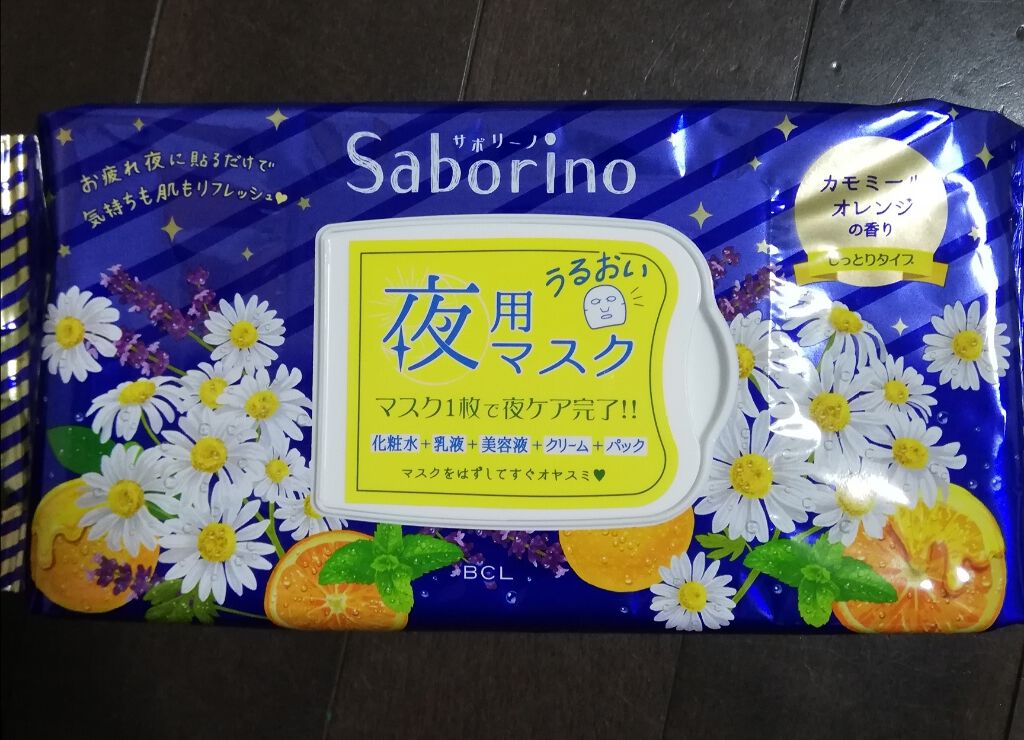 サボリーノ
Saborino
お疲れ夜に貼るだけで
気持ちも肌もリフレッシュ♥
カモミール
オレンジ
の香り
しっとりタイプ
うるおい
夜用
マスク
マスク1枚で夜ケア完了!!
化粧水+乳液+美容液+クリーム+パック
マスクをはずしてすぐオヤスミ♥
BCL